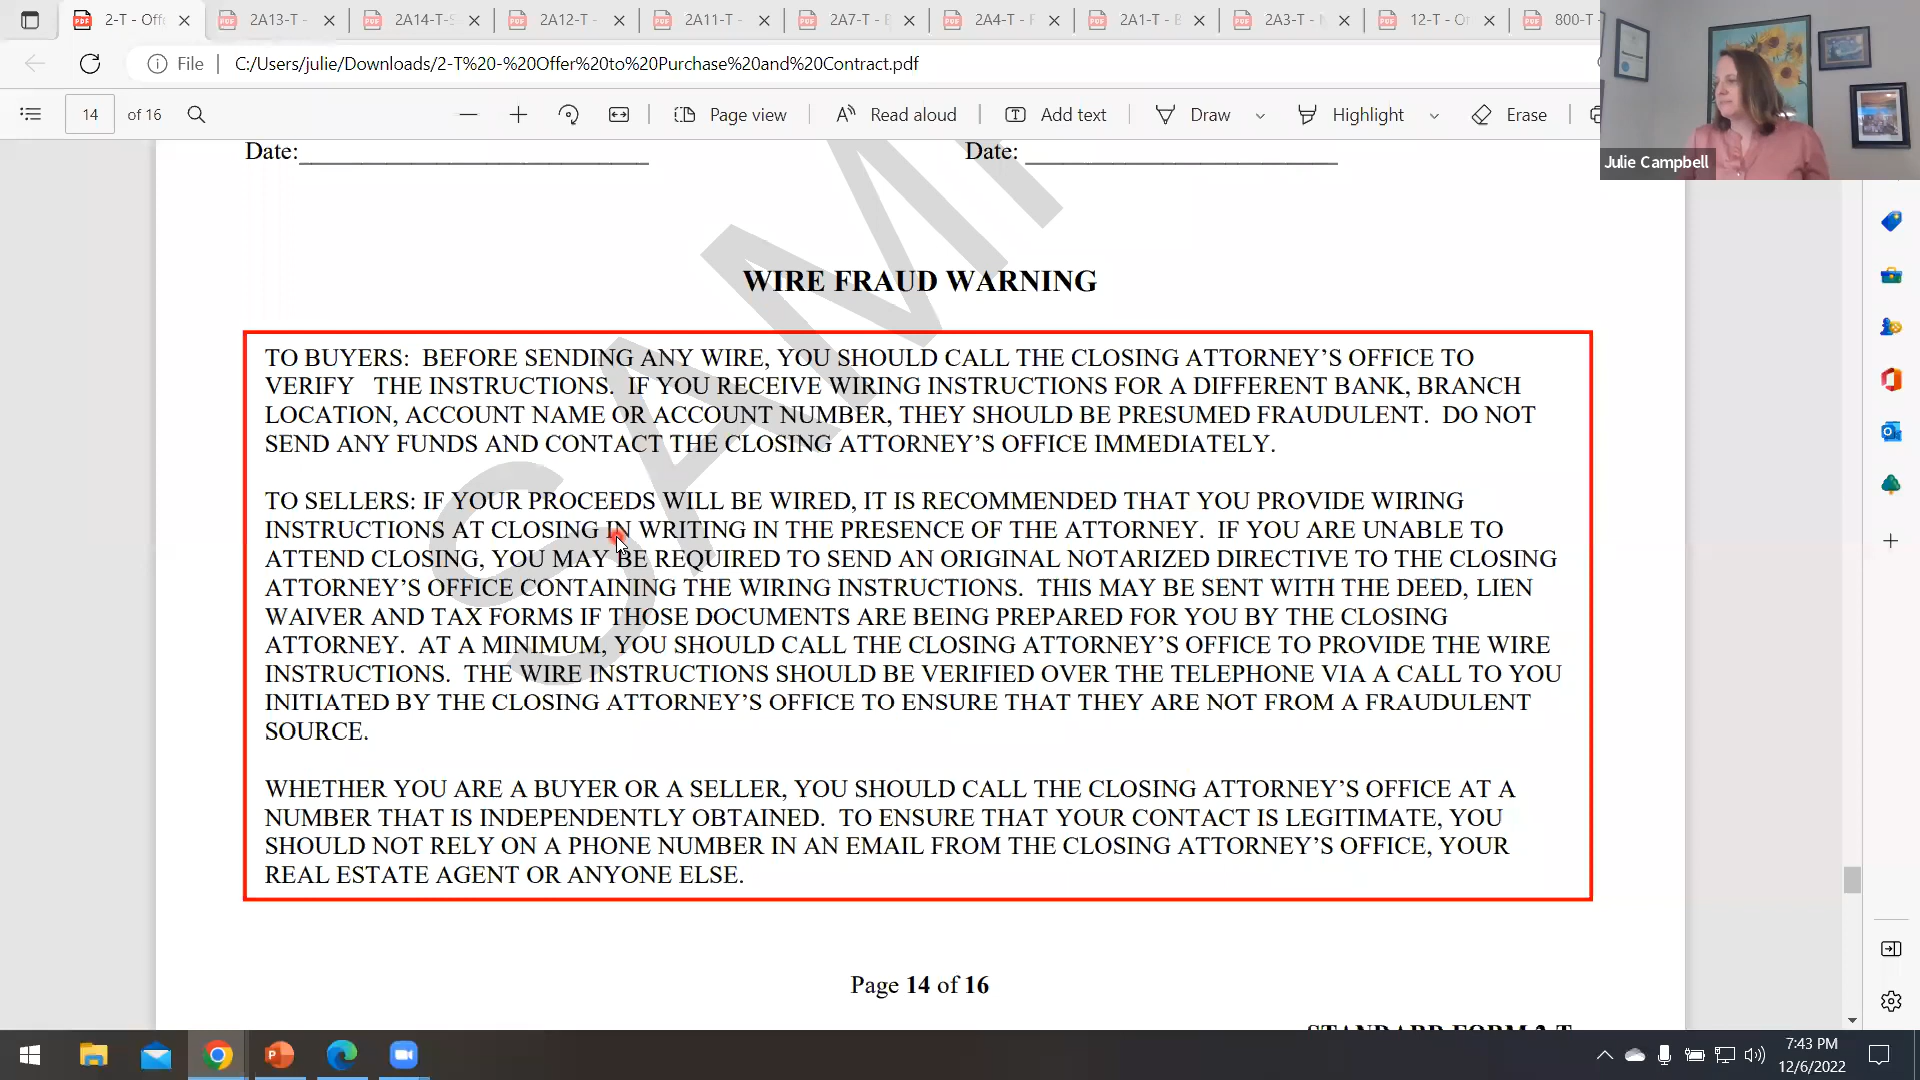 2-T - Off
2A13-T -
2A14-T-S
2A12-T -
2A11-T -
2A7-T - B
2A4-T - F
2A1-T - B
2A3-T -
12-T - O
800-T -
File
C:/Users/julie/Downloads/2-T%20-%20Offer%20to%20Purchase%20and%20Contract.pdf
14
of 16
Page view
Read aloud
Add text
Draw
Highlight
Erase
Julie Campbell
Date:
Date:
SAM
WIRE FRAUD WARNING
TO BUYERS: BEFORE SENDING ANY WIRE, YOU SHOULD CALL THE CLOSING ATTORNEY’S OFFICE TO
VERIFY THE INSTRUCTIONS. IF YOU RECEIVE WIRING INSTRUCTIONS FOR A DIFFERENT BANK, BRANCH
LOCATION, ACCOUNT NAME OR ACCOUNT NUMBER, THEY SHOULD BE PRESUMED FRAUDULENT. DO NOT
SEND ANY FUNDS AND CONTACT THE CLOSING ATTORNEY’S OFFICE IMMEDIATELY.
TO SELLERS: IF YOUR PROCEEDS WILL BE WIRED, IT IS RECOMMENDED THAT YOU PROVIDE WIRING
INSTRUCTIONS AT CLOSING IN WRITING IN THE PRESENCE OF THE ATTORNEY. IF YOU ARE UNABLE TO
ATTEND CLOSING, YOU MAY BE REQUIRED TO SEND AN ORIGINAL NOTARIZED DIRECTIVE TO THE CLOSING
ATTORNEY’S OFFICE CONTAINING THE WIRING INSTRUCTIONS. THIS MAY BE SENT WITH THE DEED, LIEN
WAIVER AND TAX FORMS IF THOSE DOCUMENTS ARE BEING PREPARED FOR YOU BY THE CLOSING
ATTORNEY. AT A MINIMUM, YOU SHOULD CALL THE CLOSING ATTORNEY’S OFFICE TO PROVIDE THE WIRE
INSTRUCTIONS. THE WIRE INSTRUCTIONS SHOULD BE VERIFIED OVER THE TELEPHONE VIA A CALL TO YOU
INITIATED BY THE CLOSING ATTORNEY’S OFFICE TO ENSURE THAT THEY ARE NOT FROM A FRAUDULENT
SOURCE.
WHETHER YOU ARE A BUYER OR A SELLER, YOU SHOULD CALL THE CLOSING ATTORNEY’S OFFICE AT A
NUMBER THAT IS INDEPENDENTLY OBTAINED. TO ENSURE THAT YOUR CONTACT IS LEGITIMATE, YOU
SHOULD NOT RELY ON A PHONE NUMBER IN AN EMAIL FROM THE CLOSING ATTORNEY’S OFFICE, YOUR
REAL ESTATE AGENT OR ANYONE ELSE.
Page 14 of 16
STANDARD FORM 2-T
7:43 PM
12/6/2022